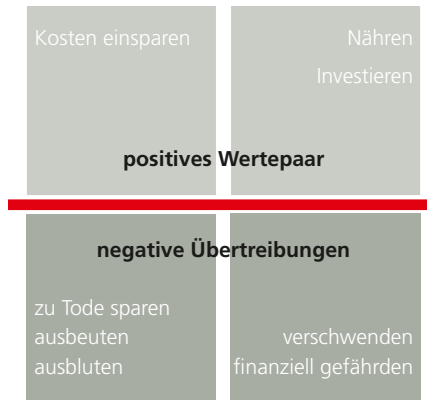 Kosten einsparen
Nähren
Investieren
positives Wertepaar
negative Übertreibungen
zu Tode sparen
ausbeuten
ausbluten
verschwenden
finanziell gefährden